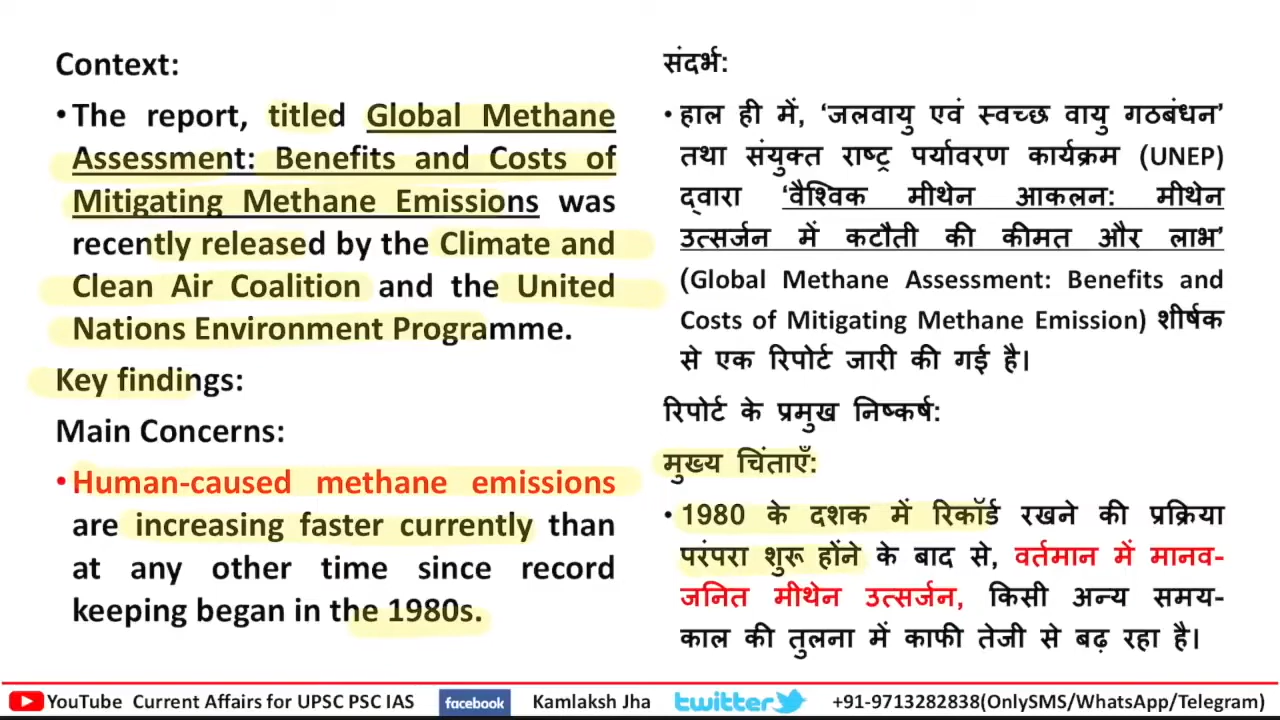 Context:
•The report, titled Global Methane
Assessment: Benefits and Costs of
Mitigating Methane Emissions was
recently released by the Climate and
Clean Air Coalition and the United
Nations Environment Programme.
Key findings:
Main Concerns:
•Human-caused methane emissions
are increasing faster currently than
at any other time since record
keeping began in the 1980s.
संदर्भ:
•हाल ही में, ‘जलवायु एवं स्वच्छ वायु गठबंधन’
तथा संयुक्त राष्ट्र पर्यावरण कार्यक्रम (UNEP)
द्वारा ‘वैश्विक मीथेन आकलन: मीथेन
उत्सर्जन में कटौती की कीमत और लाभ’
(Global Methane Assessment: Benefits and
Costs of Mitigating Methane Emission) शीर्षक
से एक रिपोर्ट जारी की गई है।
रिपोर्ट के प्रमुख निष्कर्ष:
मुख्य चिंताएँ:
•1980 के दशक में रिकॉर्ड रखने की प्रक्रिया
परंपरा शुरू होंने के बाद से, वर्तमान में मानव-
जनित मीथेन उत्सर्जन, किसी अन्य समय-
काल की तुलना में काफी तेजी से बढ़ रहा है।
YouTube Current Affairs for UPSC PSC IAS facebook Kamlaksh Jha twitter +91-9713282838(OnlySMS/WhatsApp/Telegram)